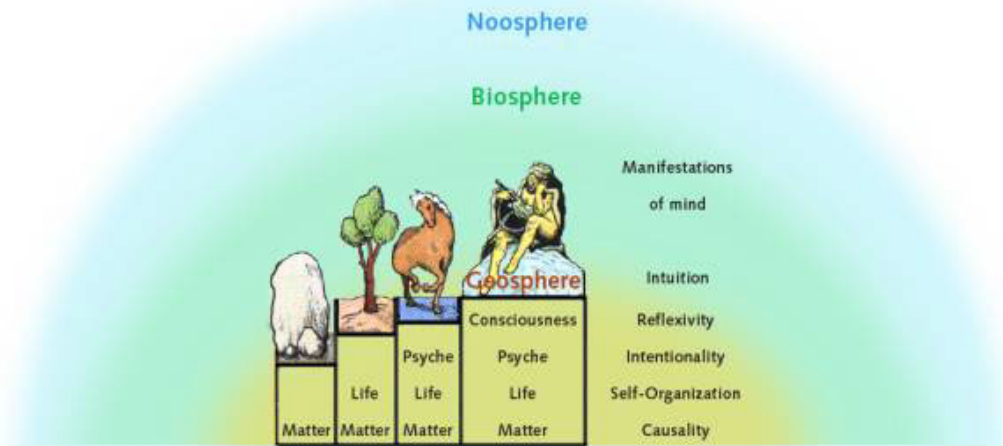 Noosphere
Biosphere
Manifestations
of mind
Geosphere
Intuition
Consciousness
Reflexivity
Psyche
Psyche
Intentionality
Life
Life
Life
Self-Organization
Matter
Matter
Matter
Matter
Causality